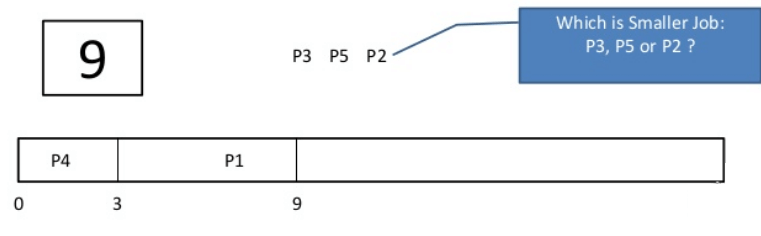 9
P3 P5 P2
Which is Smaller Job:
P3, P5 or P2 ?
P4 P1
0 3 9